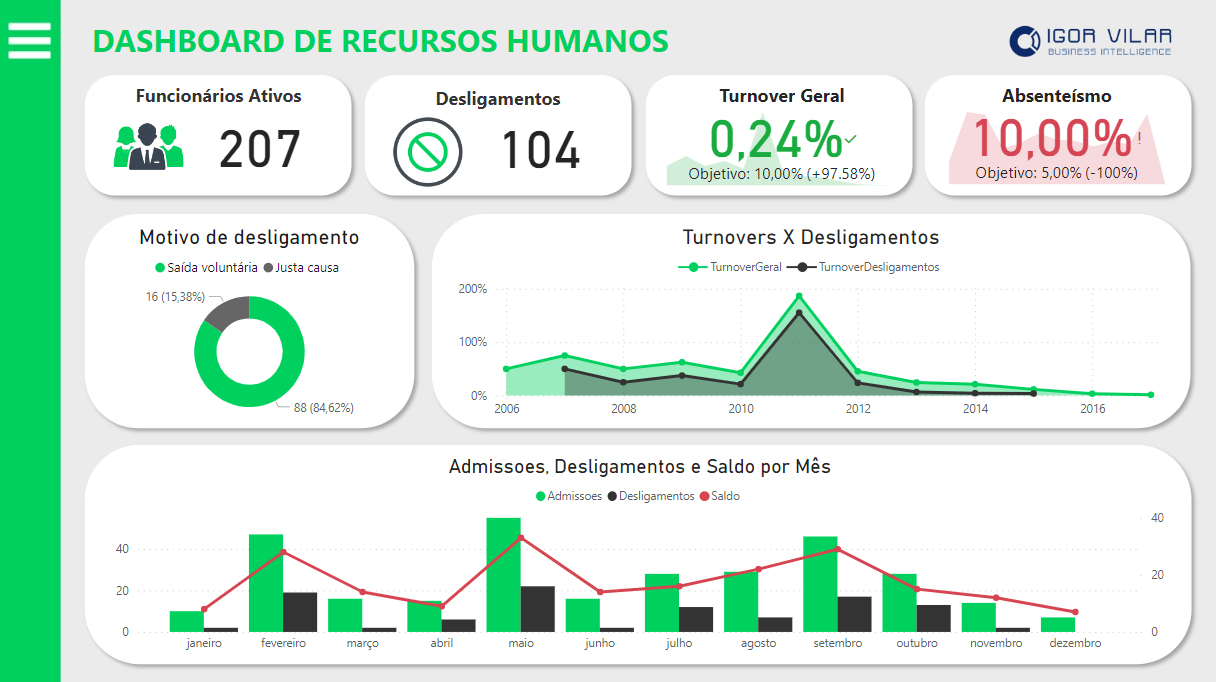 DASHBOARD DE RECURSOS HUMANOS
IGOR VILAR
BUSINESS INTELLIGENCE
Funcionários Ativos
207
Desligamentos
104
Turnover Geral
0,24%
Objetivo: 10,00% (+97.58%)
Absenteísmo
10,00%!
Objetivo: 5,00% (-100%)
Motivo de desligamento
Saída voluntária Justa causa
16 (15,38%)
88 (84,62%)
Turnovers X Desligamentos
TurnoverGeral TurnoverDesligamentos
200%
100%
0%
2006 2008 2010 2012 2014 2016
Admissoes, Desligamentos e Saldo por Mês
Admissoes Desligamentos Saldo
40
20
0
40
20
0
janeiro fevereiro março abril maio junho julho agosto setembro outubro novembro dezembro